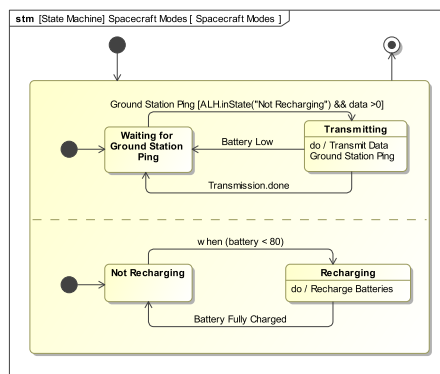 stm [State Machine] Spacecraft Modes [ Spacecraft Modes ]
Ground Station Ping [ALH.inState("Not Recharging") && data >0]
Waiting for
Ground Station
Ping
Transmitting
do / Transmit Data
Ground Station Ping
Battery Low
Transmission.done
when (battery < 80)
Not Recharging
Recharging
do / Recharge Batteries
Battery Fully Charged